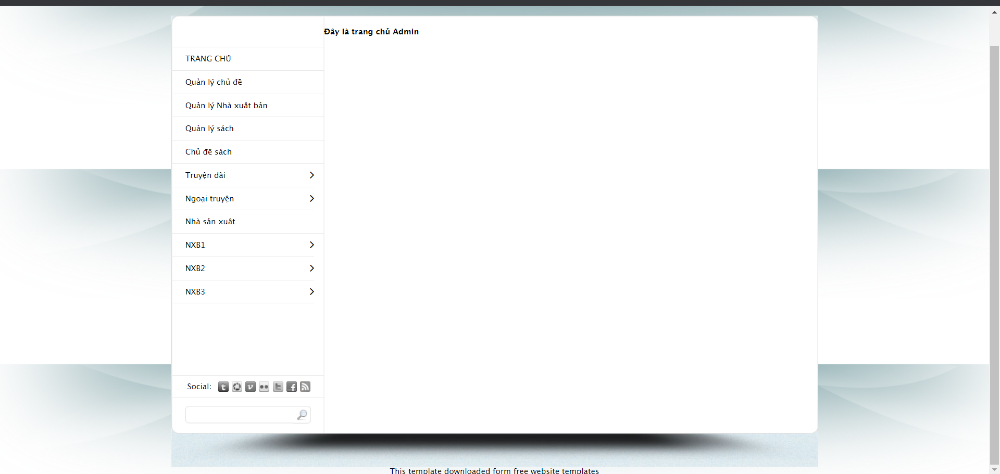 Đây là trang chủ Admin
TRANG CHỦ
Quản lý chủ đề
Quản lý Nhà xuất bản
Quản lý sách
Chủ đề sách
Truyện dài
Ngoại truyện
Nhà sản xuất
NXB1
NXB2
NXB3
Social:
This template downloaded form free website templates